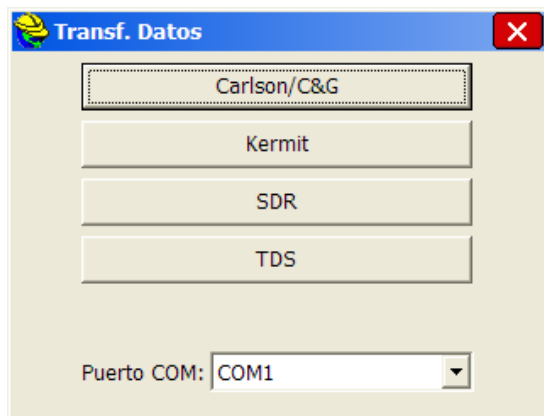 Transf. Datos
Carlson/C&G
Kermit
SDR
TDS
Puerto COM: COM1